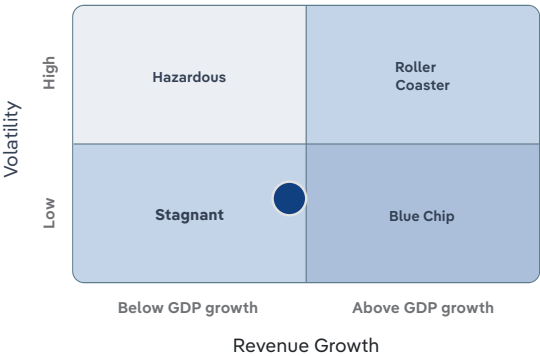 High
Hazardous
Roller
Coaster
Volatility
Low
Stagnant
Blue Chip
Below GDP growth
Above GDP growth
Revenue Growth